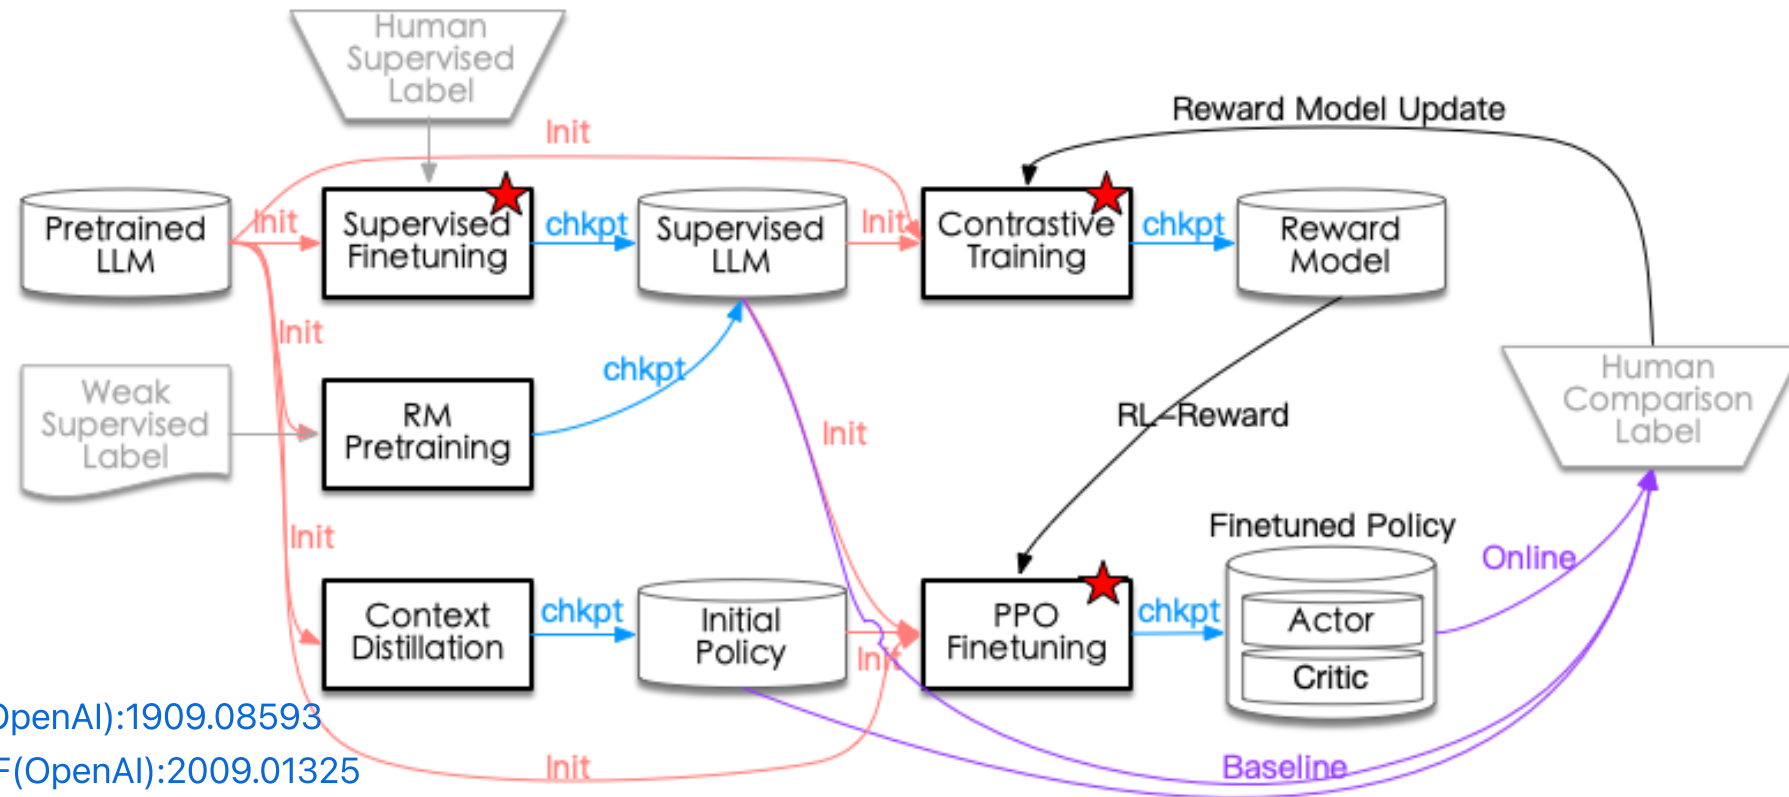 Human
Supervised
Label
Reward Model Update
Init
Pretrained
LLM
Init
Supervised
Finetuning
chkpt
Supervised
LLM
Init
Contrastive
Training
chkpt
Reward
Model
Init
Weak
Supervised
Label
RM
Pretraining
chkpt
Init
RL-Reward
Human
Comparison
Label
Init
Finetuned Policy
Online
Context
Distillation
chkpt
Initial
Policy
Init
PPO
Finetuning
chkpt
Actor
Critic
OpenAI):1909.08593
F(OpenAI):2009.01325
Init
Baseline